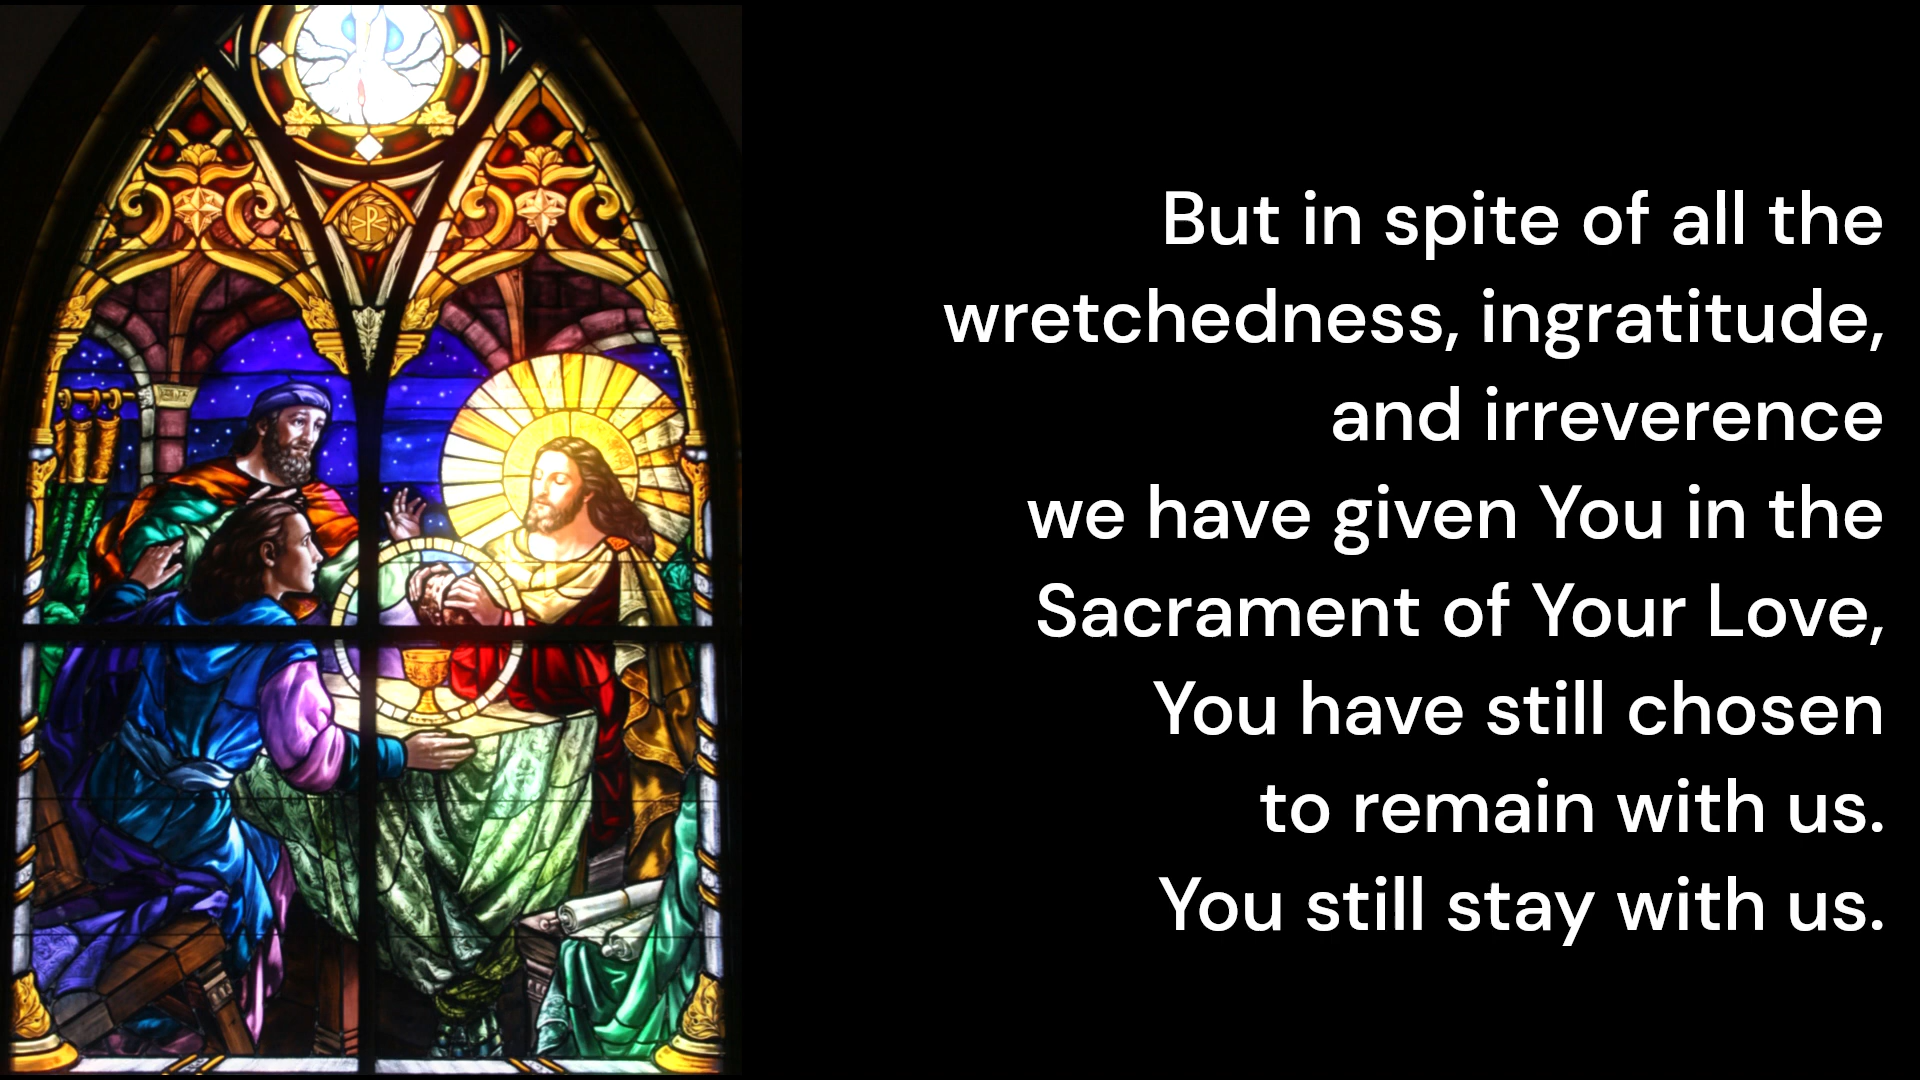 But in spite of all the
wretchedness, ingratitude,
and irreverence
we have given You in the
Sacrament of Your Love,
You have still chosen
to remain with us.
You still stay with us.